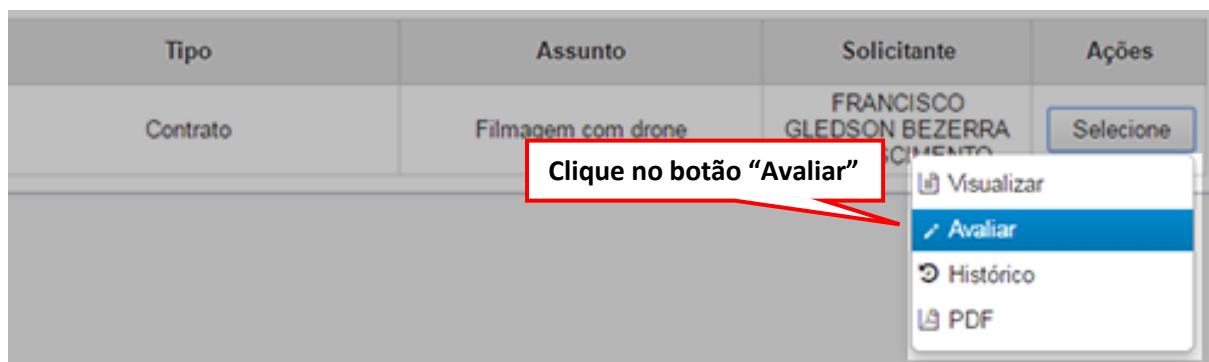 Tipo Assunto Solicitante Ações
Contrato Filmagem com drone FRANCISCO
GLEDSON BEZERRA
Selecione
Clique no botão “Avaliar”
Visualizar
Avaliar
Histórico
PDF